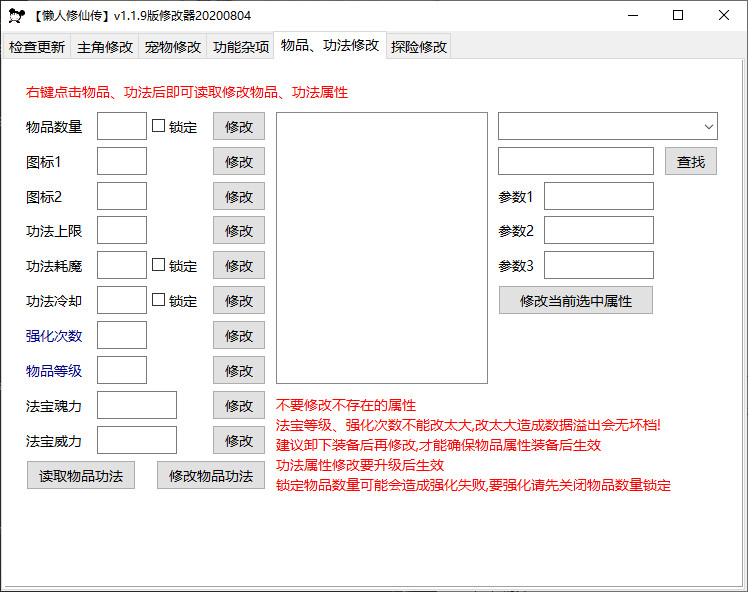 【懒人修仙传】v1.1.9版修改器20200804
检查更新 主角修改 宠物修改 功能杂项 物品、功法修改 探险修改
右键点击物品、功法后即可读取修改物品、功法属性
物品数量 锁定 修改
图标1 修改 查找
图标2 修改 参数1
功法上限 修改 参数2
功法耗魔 锁定 修改 参数3
功法冷却 锁定 修改 修改当前选中属性
强化次数 修改
物品等级 修改
法宝魂力 修改
法宝威力 修改
读取物品功法 修改物品功法
不要修改不存在的属性
法宝等级、强化次数不能改太大,改太大造成数据溢出会无坏档!
建议卸下装备后再修改,才能确保物品属性装备后生效
功法属性修改要升级后生效
锁定物品数量可能会造成强化失败,要强化请先关闭物品数量锁定